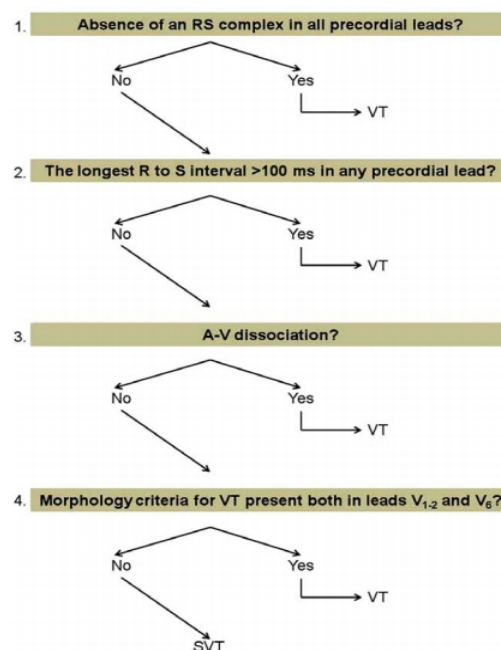 1. Absence of an RS complex in all precordial leads?
No Yes
VT
2. The longest R to S interval >100 ms in any precordial lead?
No Yes
VT
3. A-V dissociation?
No Yes
VT
4. Morphology criteria for VT present both in leads V1-2 and V6?
No Yes
VT
SVT